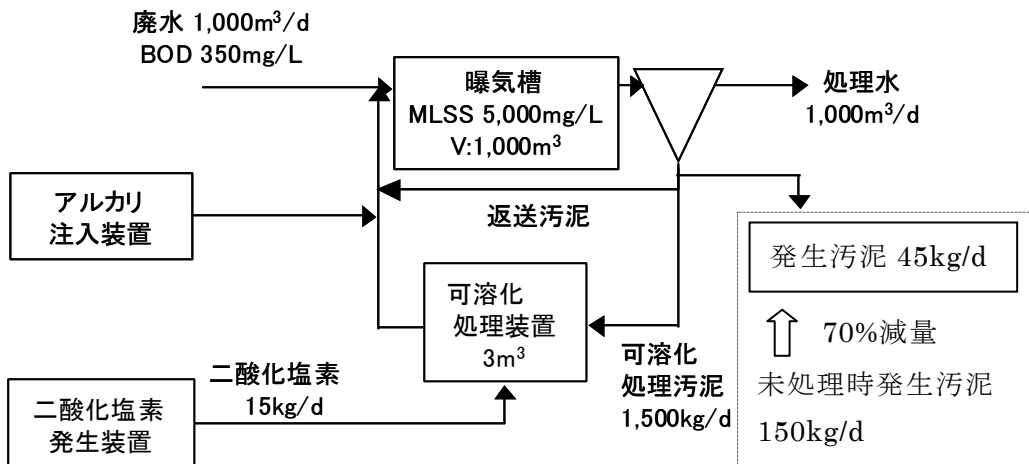 廃水 1,000m³/d
BOD 350mg/L
曝気槽
MLSS 5,000mg/L
V:1,000m³
処理水
1,000m³/d
アルカリ
注入装置
返送汚泥
発生汚泥 45kg/d
可溶化
処理装置
3m³
70%減量
可溶化
処理汚泥
1,500kg/d
未処理時発生汚泥
150kg/d
二酸化塩素
15kg/d
二酸化塩素
発生装置